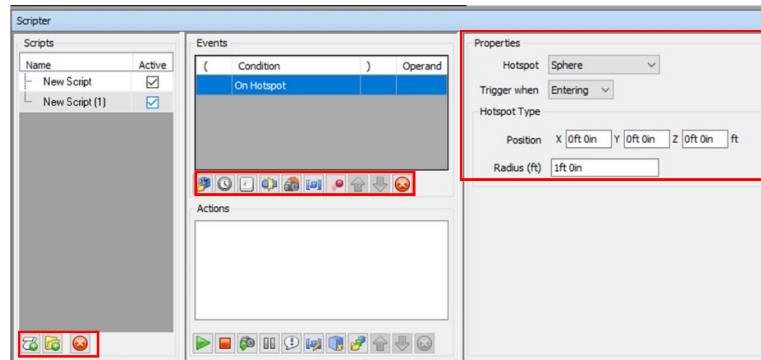 Scripter
Scripts
Name Active
New Script
New Script (1)
Events
( Condition ) Operand
On Hotspot
Actions
Properties
Hotspot Sphere
Trigger when Entering
Hotspot Type
Position X 0ft 0in Y 0ft 0in Z 0ft 0in ft
Radius (ft) 1ft 0in